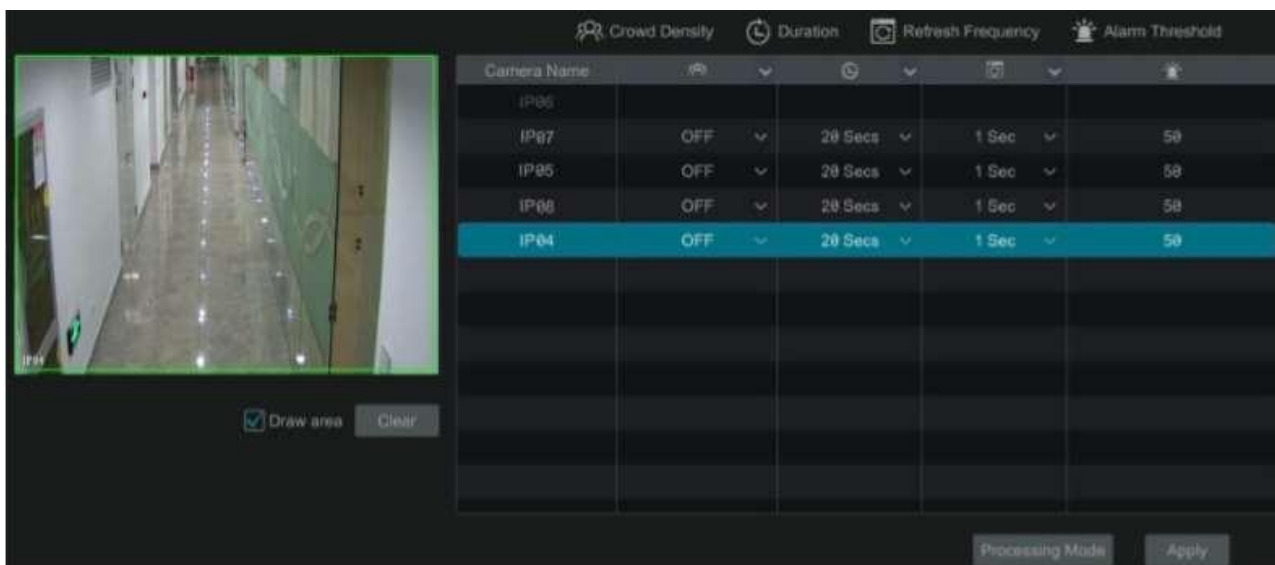 Crowd Density Duration Refresh Frequency Alarm Threshold
Camera Name
IP06
IP07 OFF 20 Secs 1 Sec 50
IP05 OFF 20 Secs 1 Sec 50
IP08 OFF 20 Secs 1 Sec 50
IP04 OFF 20 Secs 1 Sec 50
IP04
Draw area Clear
Processing Mode Apply